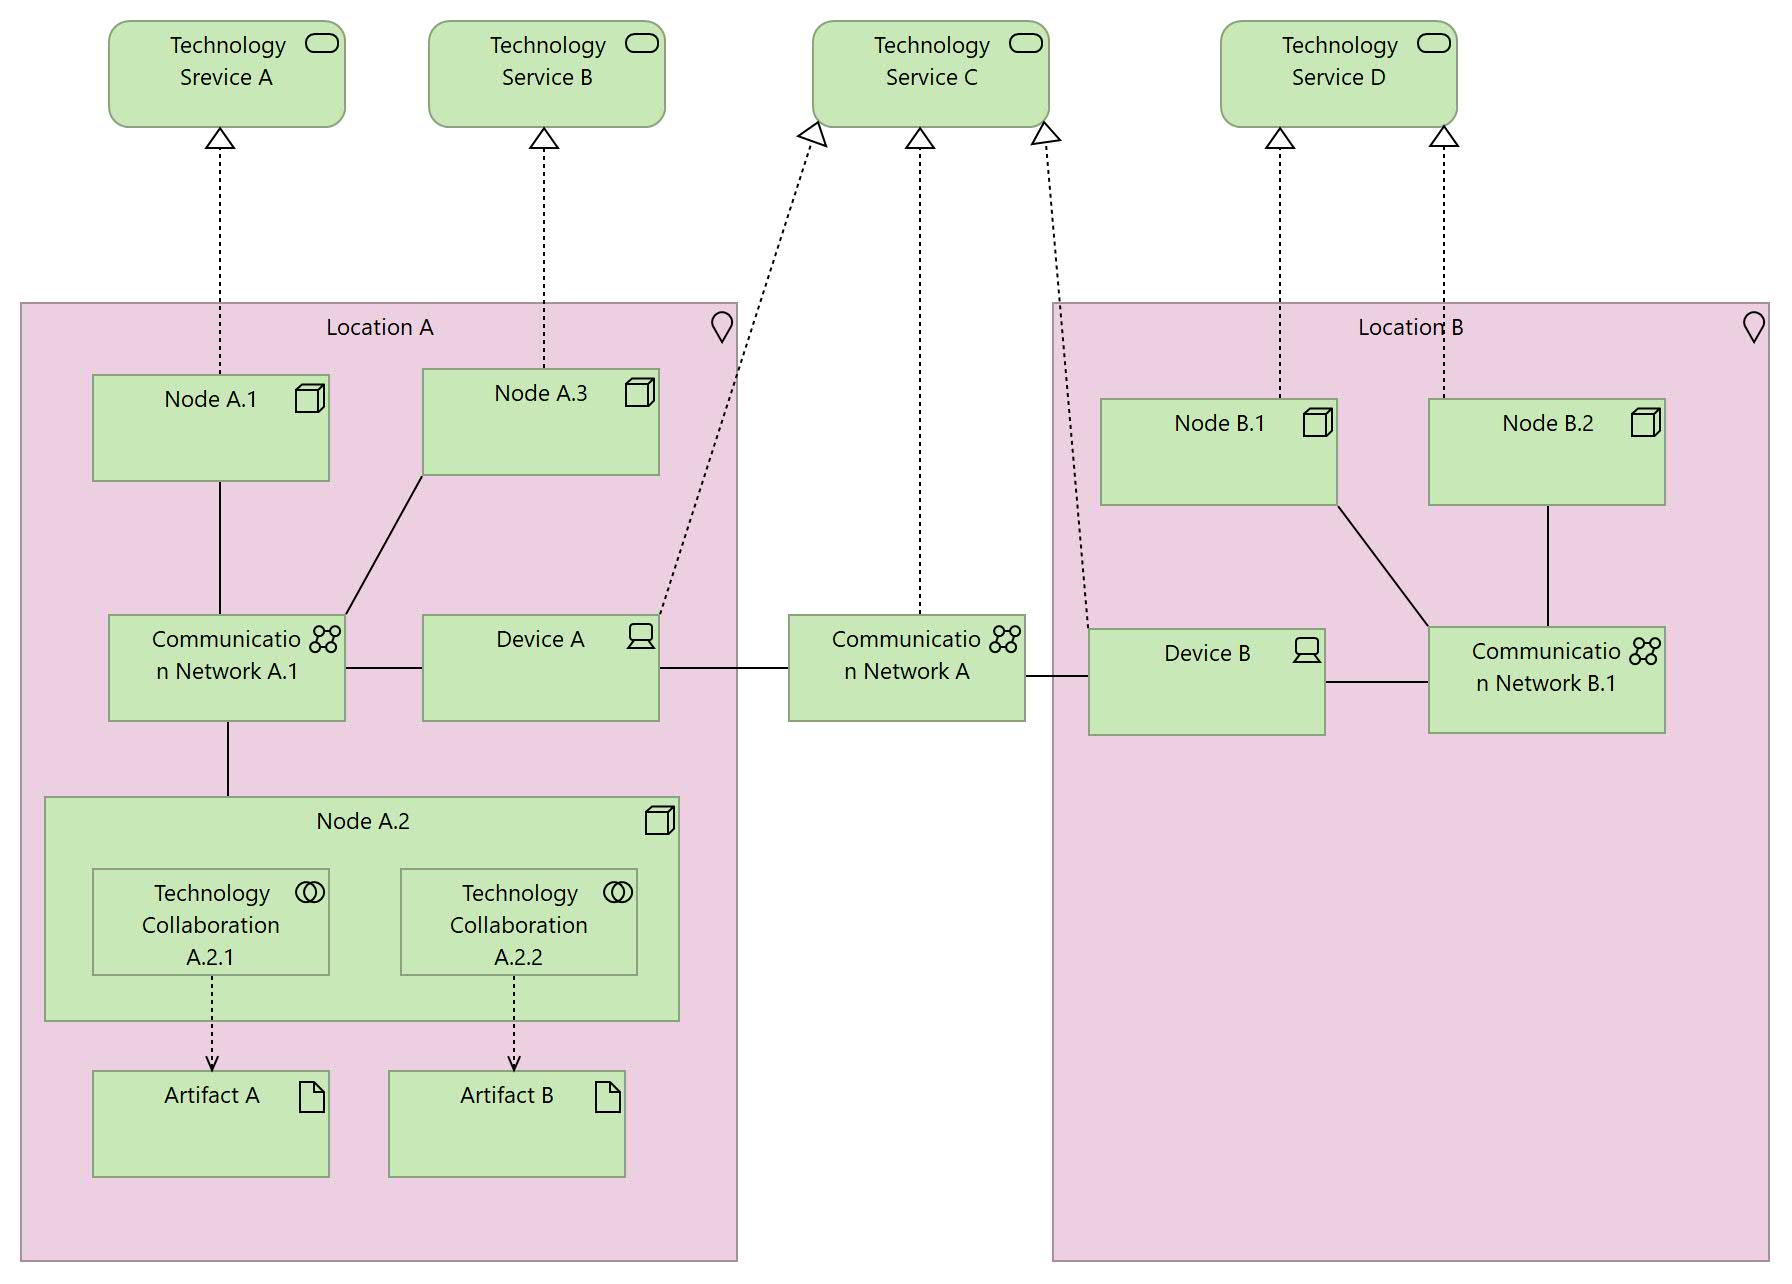 Technology
Srevice A
Technology
Service B
Technology
Service C
Technology
Service D
Location A
Location B
Node A.1
Node A.3
Node B.1
Node B.2
Communicatio
n Network A.1
Device A
Communicatio
n Network A
Device B
Communicatio
n Network B.1
Node A.2
Technology
Collaboration
A.2.1
Technology
Collaboration
A.2.2
Artifact A
Artifact B